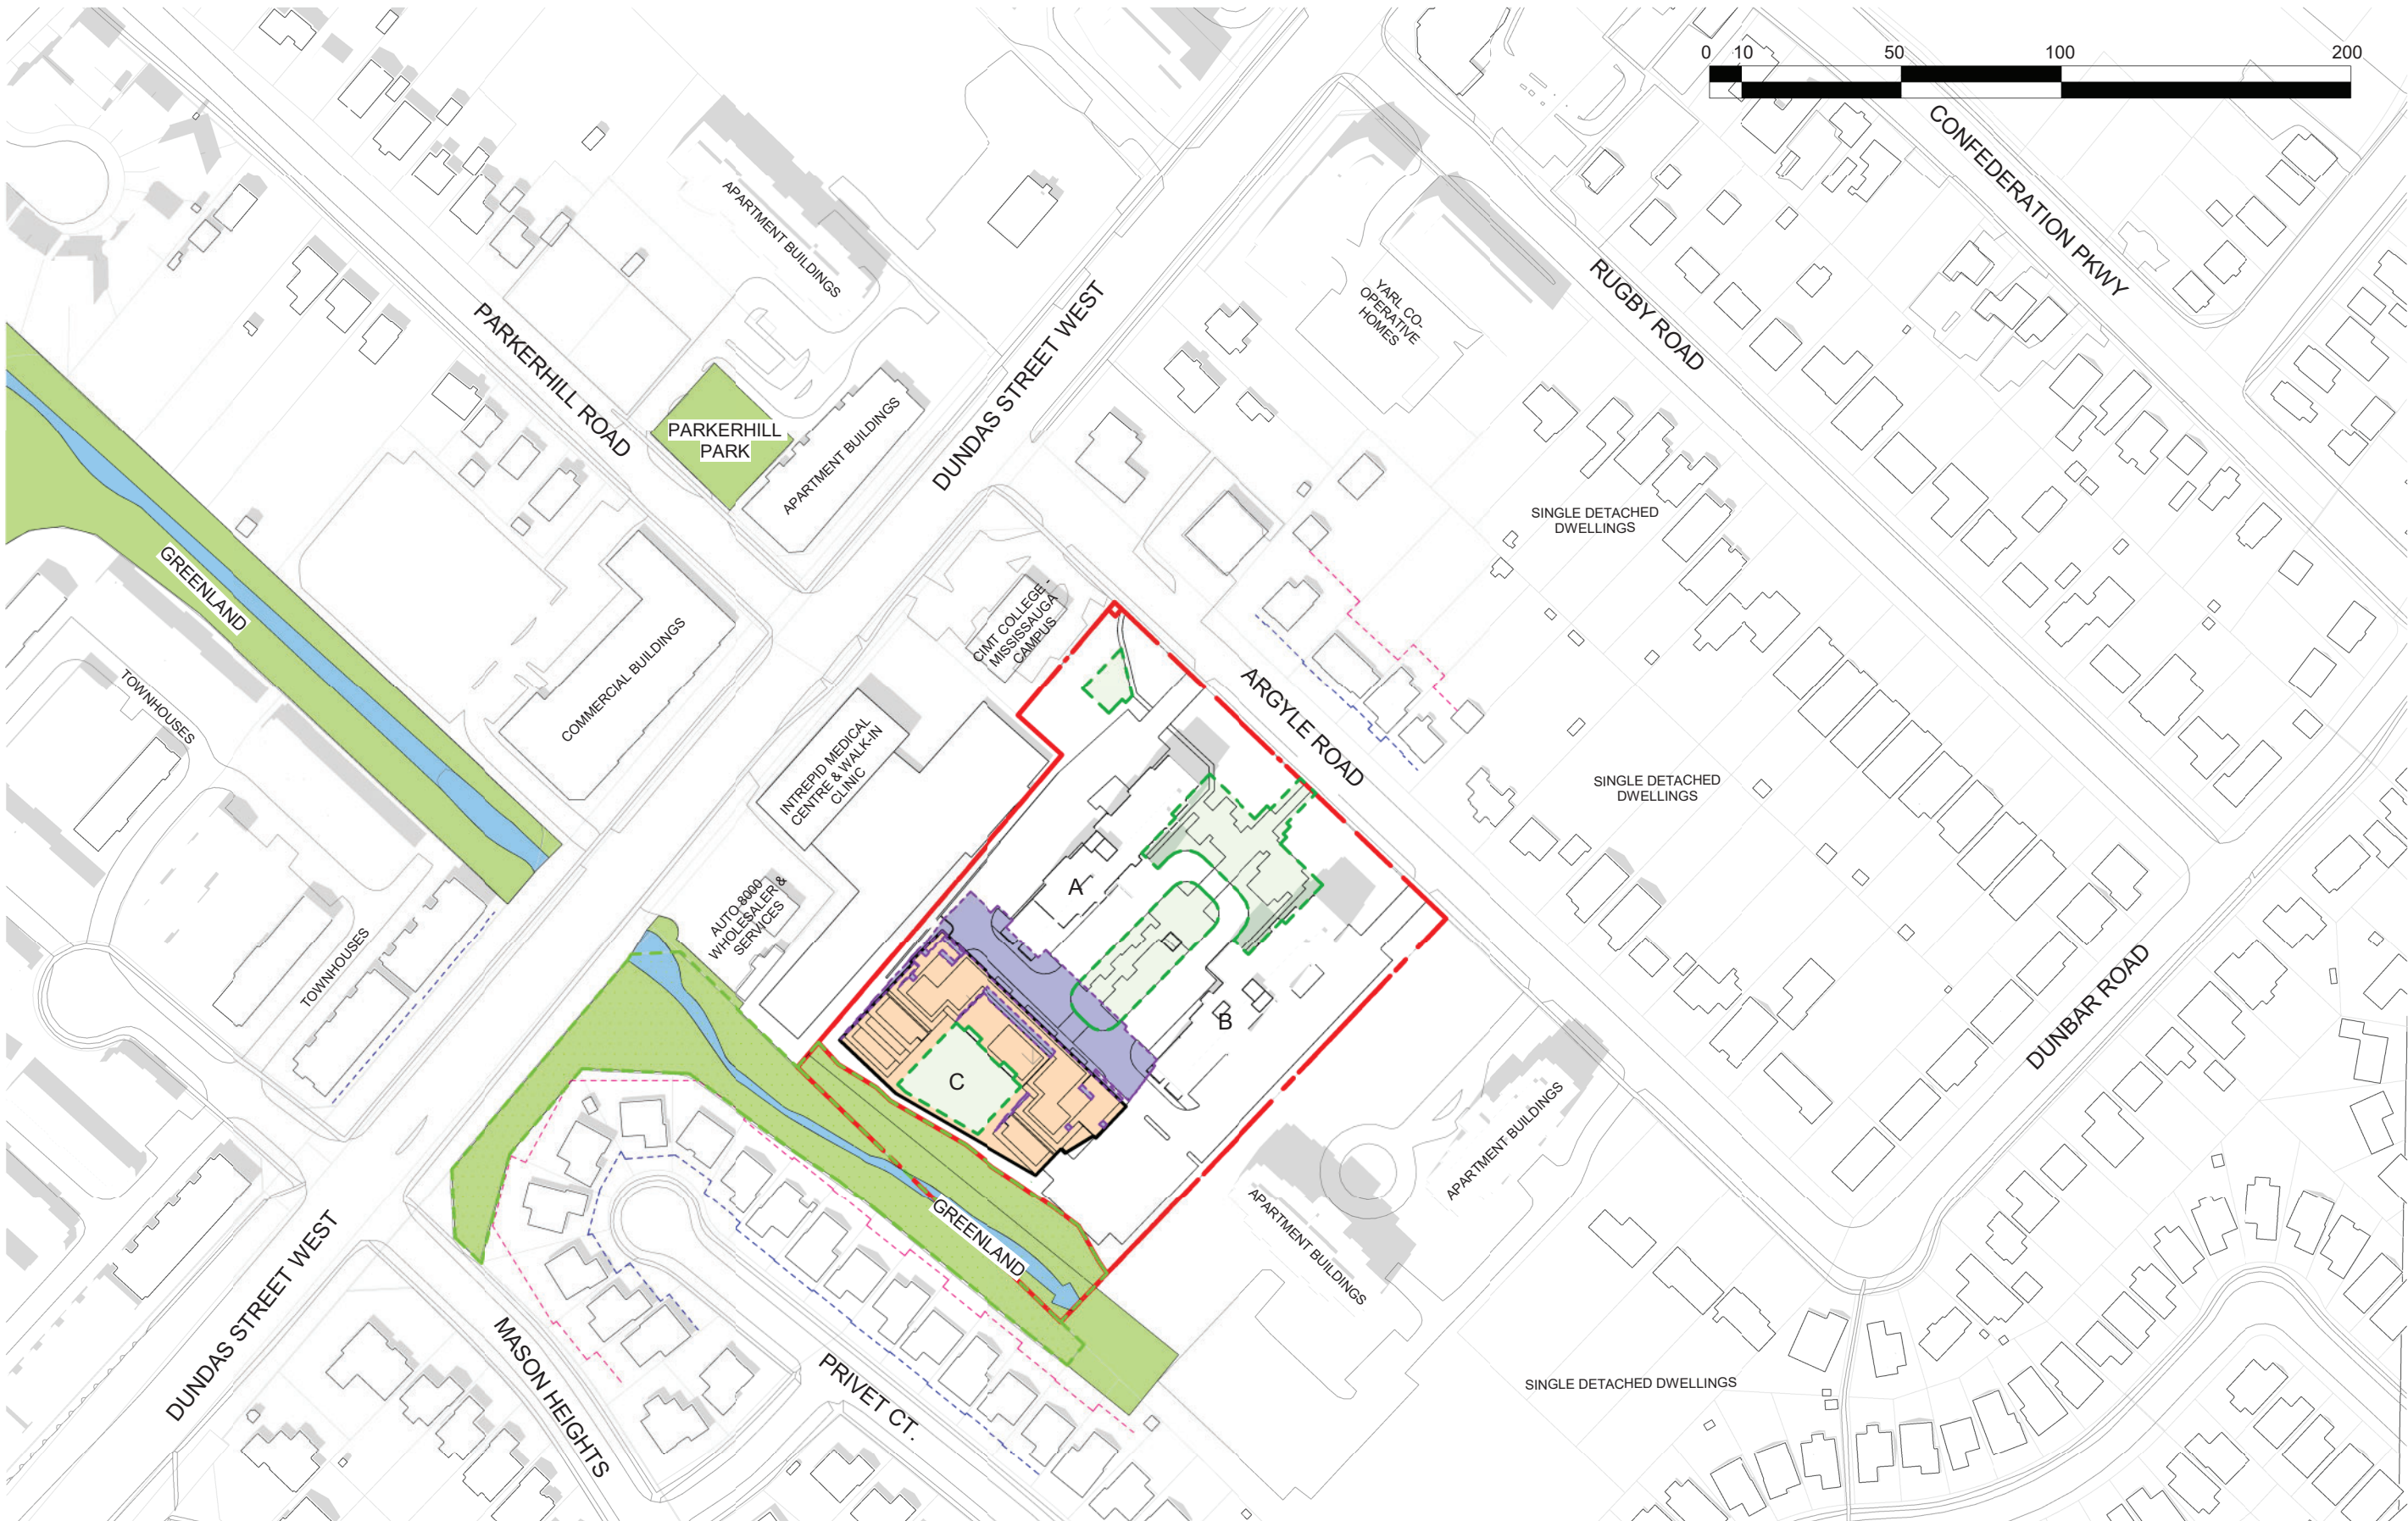 0 10 50 100 200
CONFEDERATION PKWY
APARTMENT BUILDINGS
YARL CO-
OPERATIVE
HOMES
RUGBY ROAD
PARKERHILL ROAD
DUNDAS STREET WEST
PARKERHILL
PARK
APARTMENT BUILDINGS
SINGLE DETACHED
DWELLINGS
GREENLAND
CIMT COLLEGE -
MISSISSAUGA
CAMPUS
COMMERCIAL BUILDINGS
TOWNHOUSES
ARGYLE ROAD
INTREPID MEDICAL
CENTRE & WALK-IN
CLINIC
SINGLE DETACHED
DWELLINGS
A
AUTO 8000
WHOLESALER &
SERVICES
TOWNHOUSES
B
DUNBAR ROAD
C
APARTMENT BUILDINGS
GREENLAND
APARTMENT BUILDINGS
DUNDAS STREET WEST
MASON HEIGHTS
PRIVET CT.
SINGLE DETACHED DWELLINGS